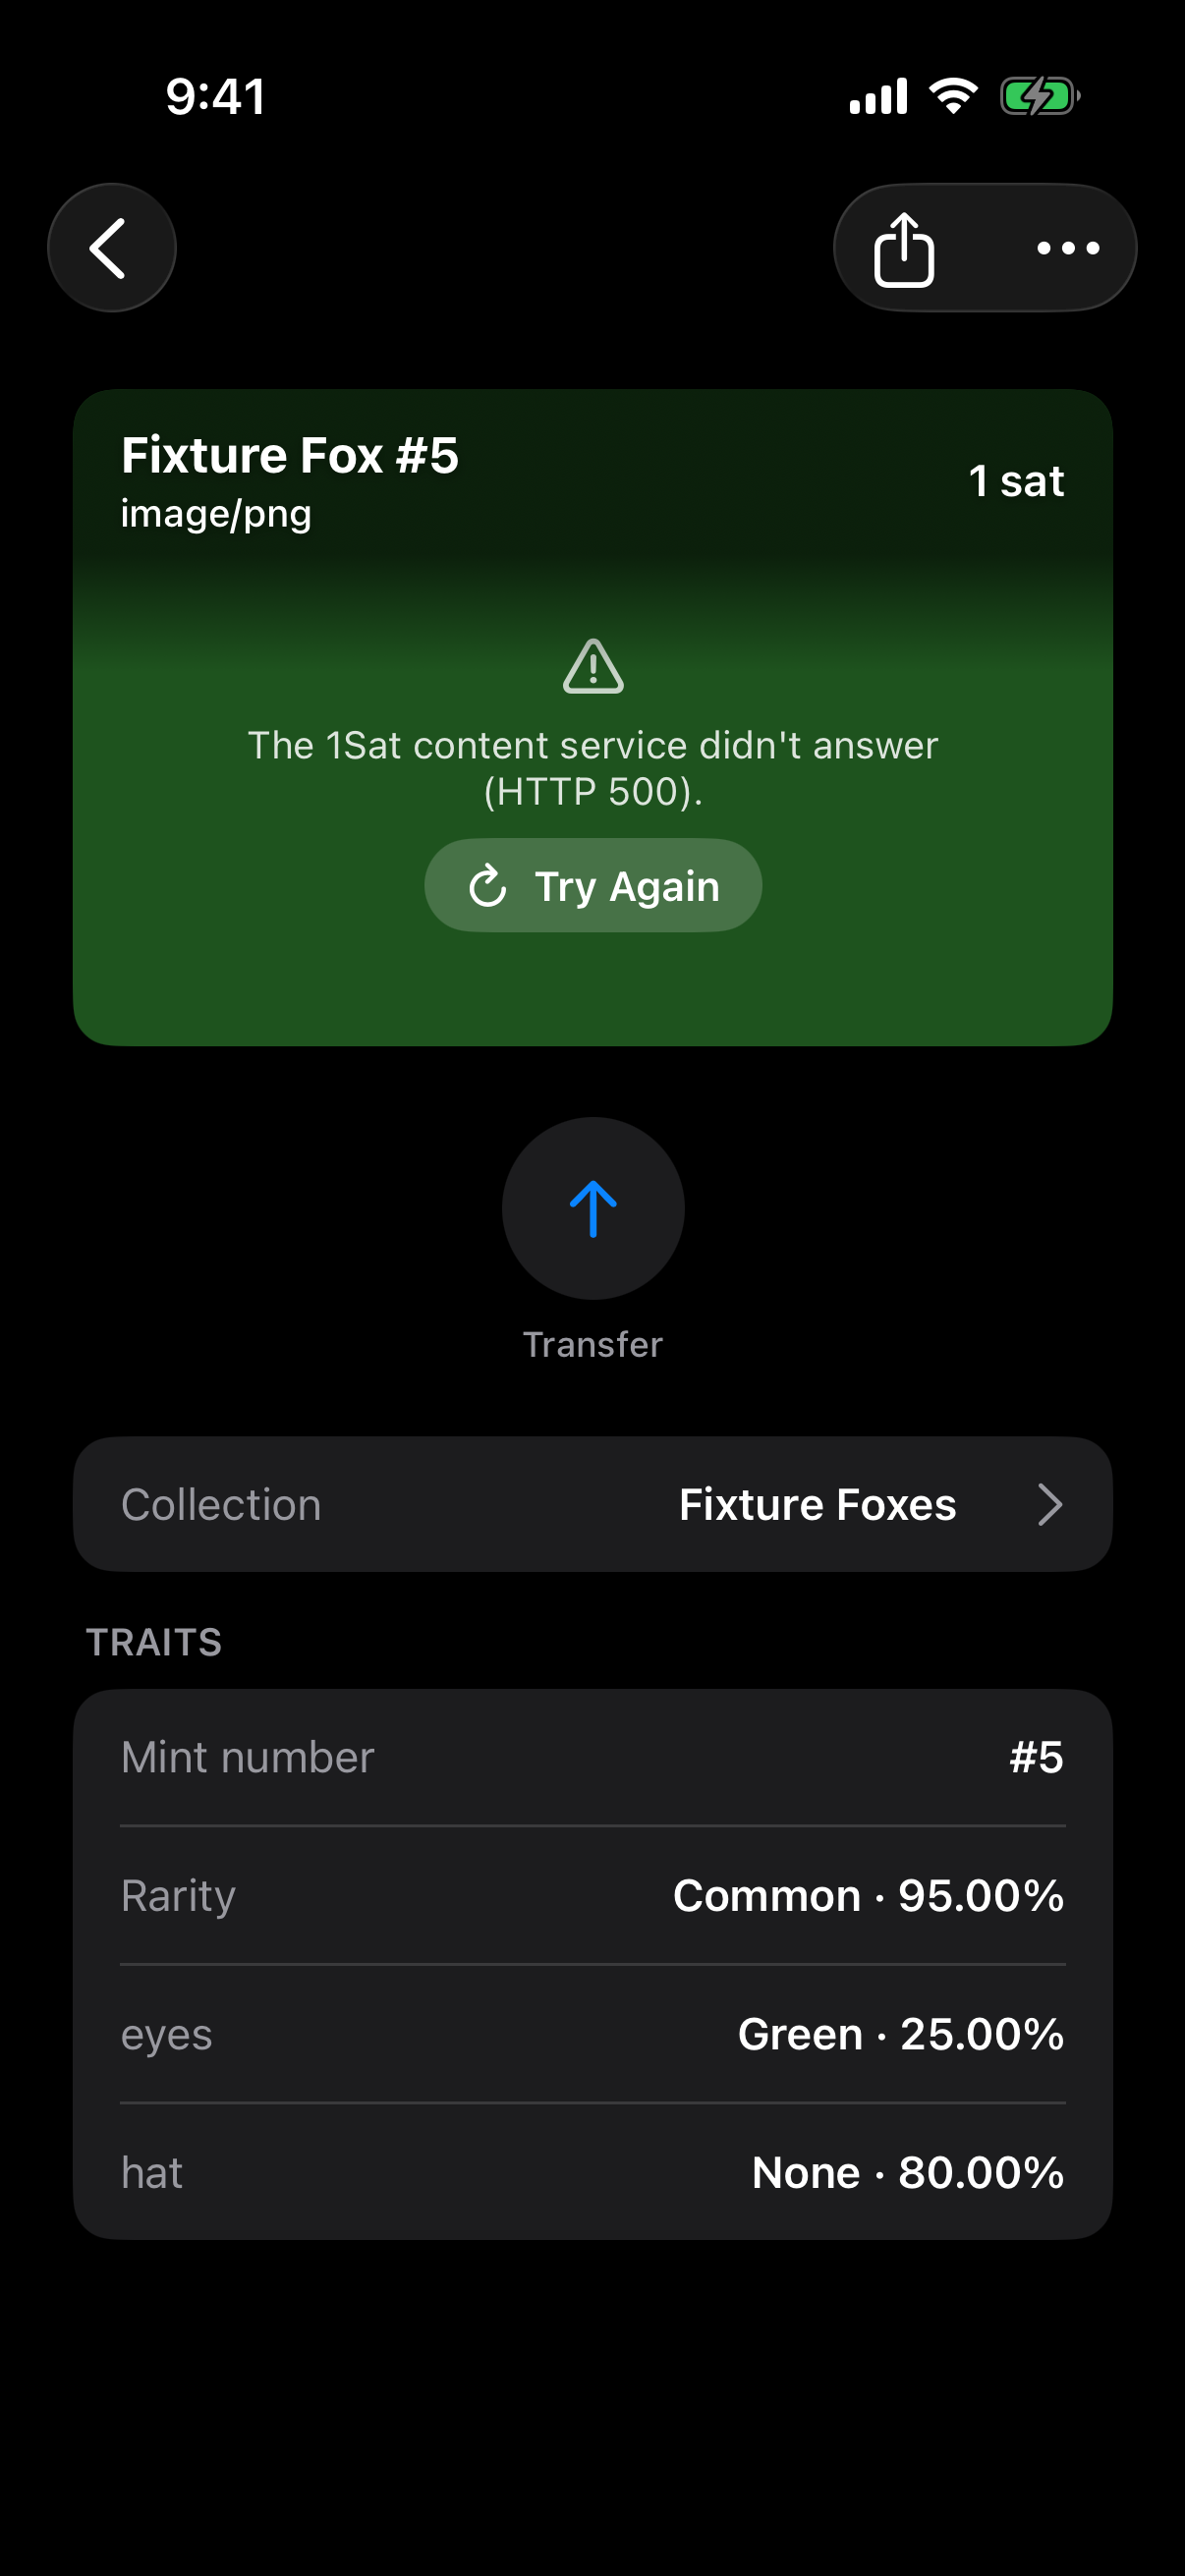 9:41
Fixture Fox #5
image/png
1 sat
The 1Sat content service didn't answer
(HTTP 500).
Try Again
Transfer
Collection Fixture Foxes
TRAITS
Mint number #5
Rarity Common · 95.00%
eyes Green · 25.00%
hat None · 80.00%